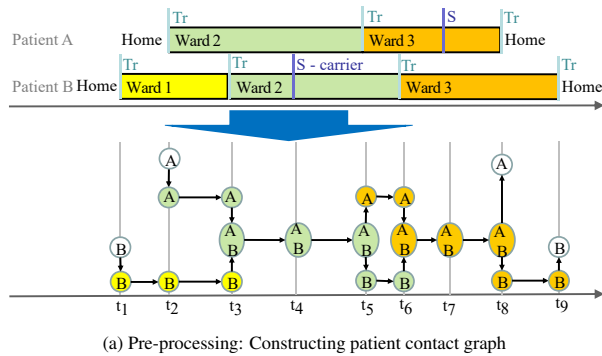 Tr Tr S Tr
Patient A Home Ward 2 Ward 3 Home
Tr Tr S - carrier Tr Tr
Patient B Home Ward 1 Ward 2 Ward 3 Home
A A
A A A A
B A B A B A B A B A B A B B
B B B B B B B
t1 t2 t3 t4 t5 t6 t7 t8 t9
(a) Pre-processing: Constructing patient contact graph